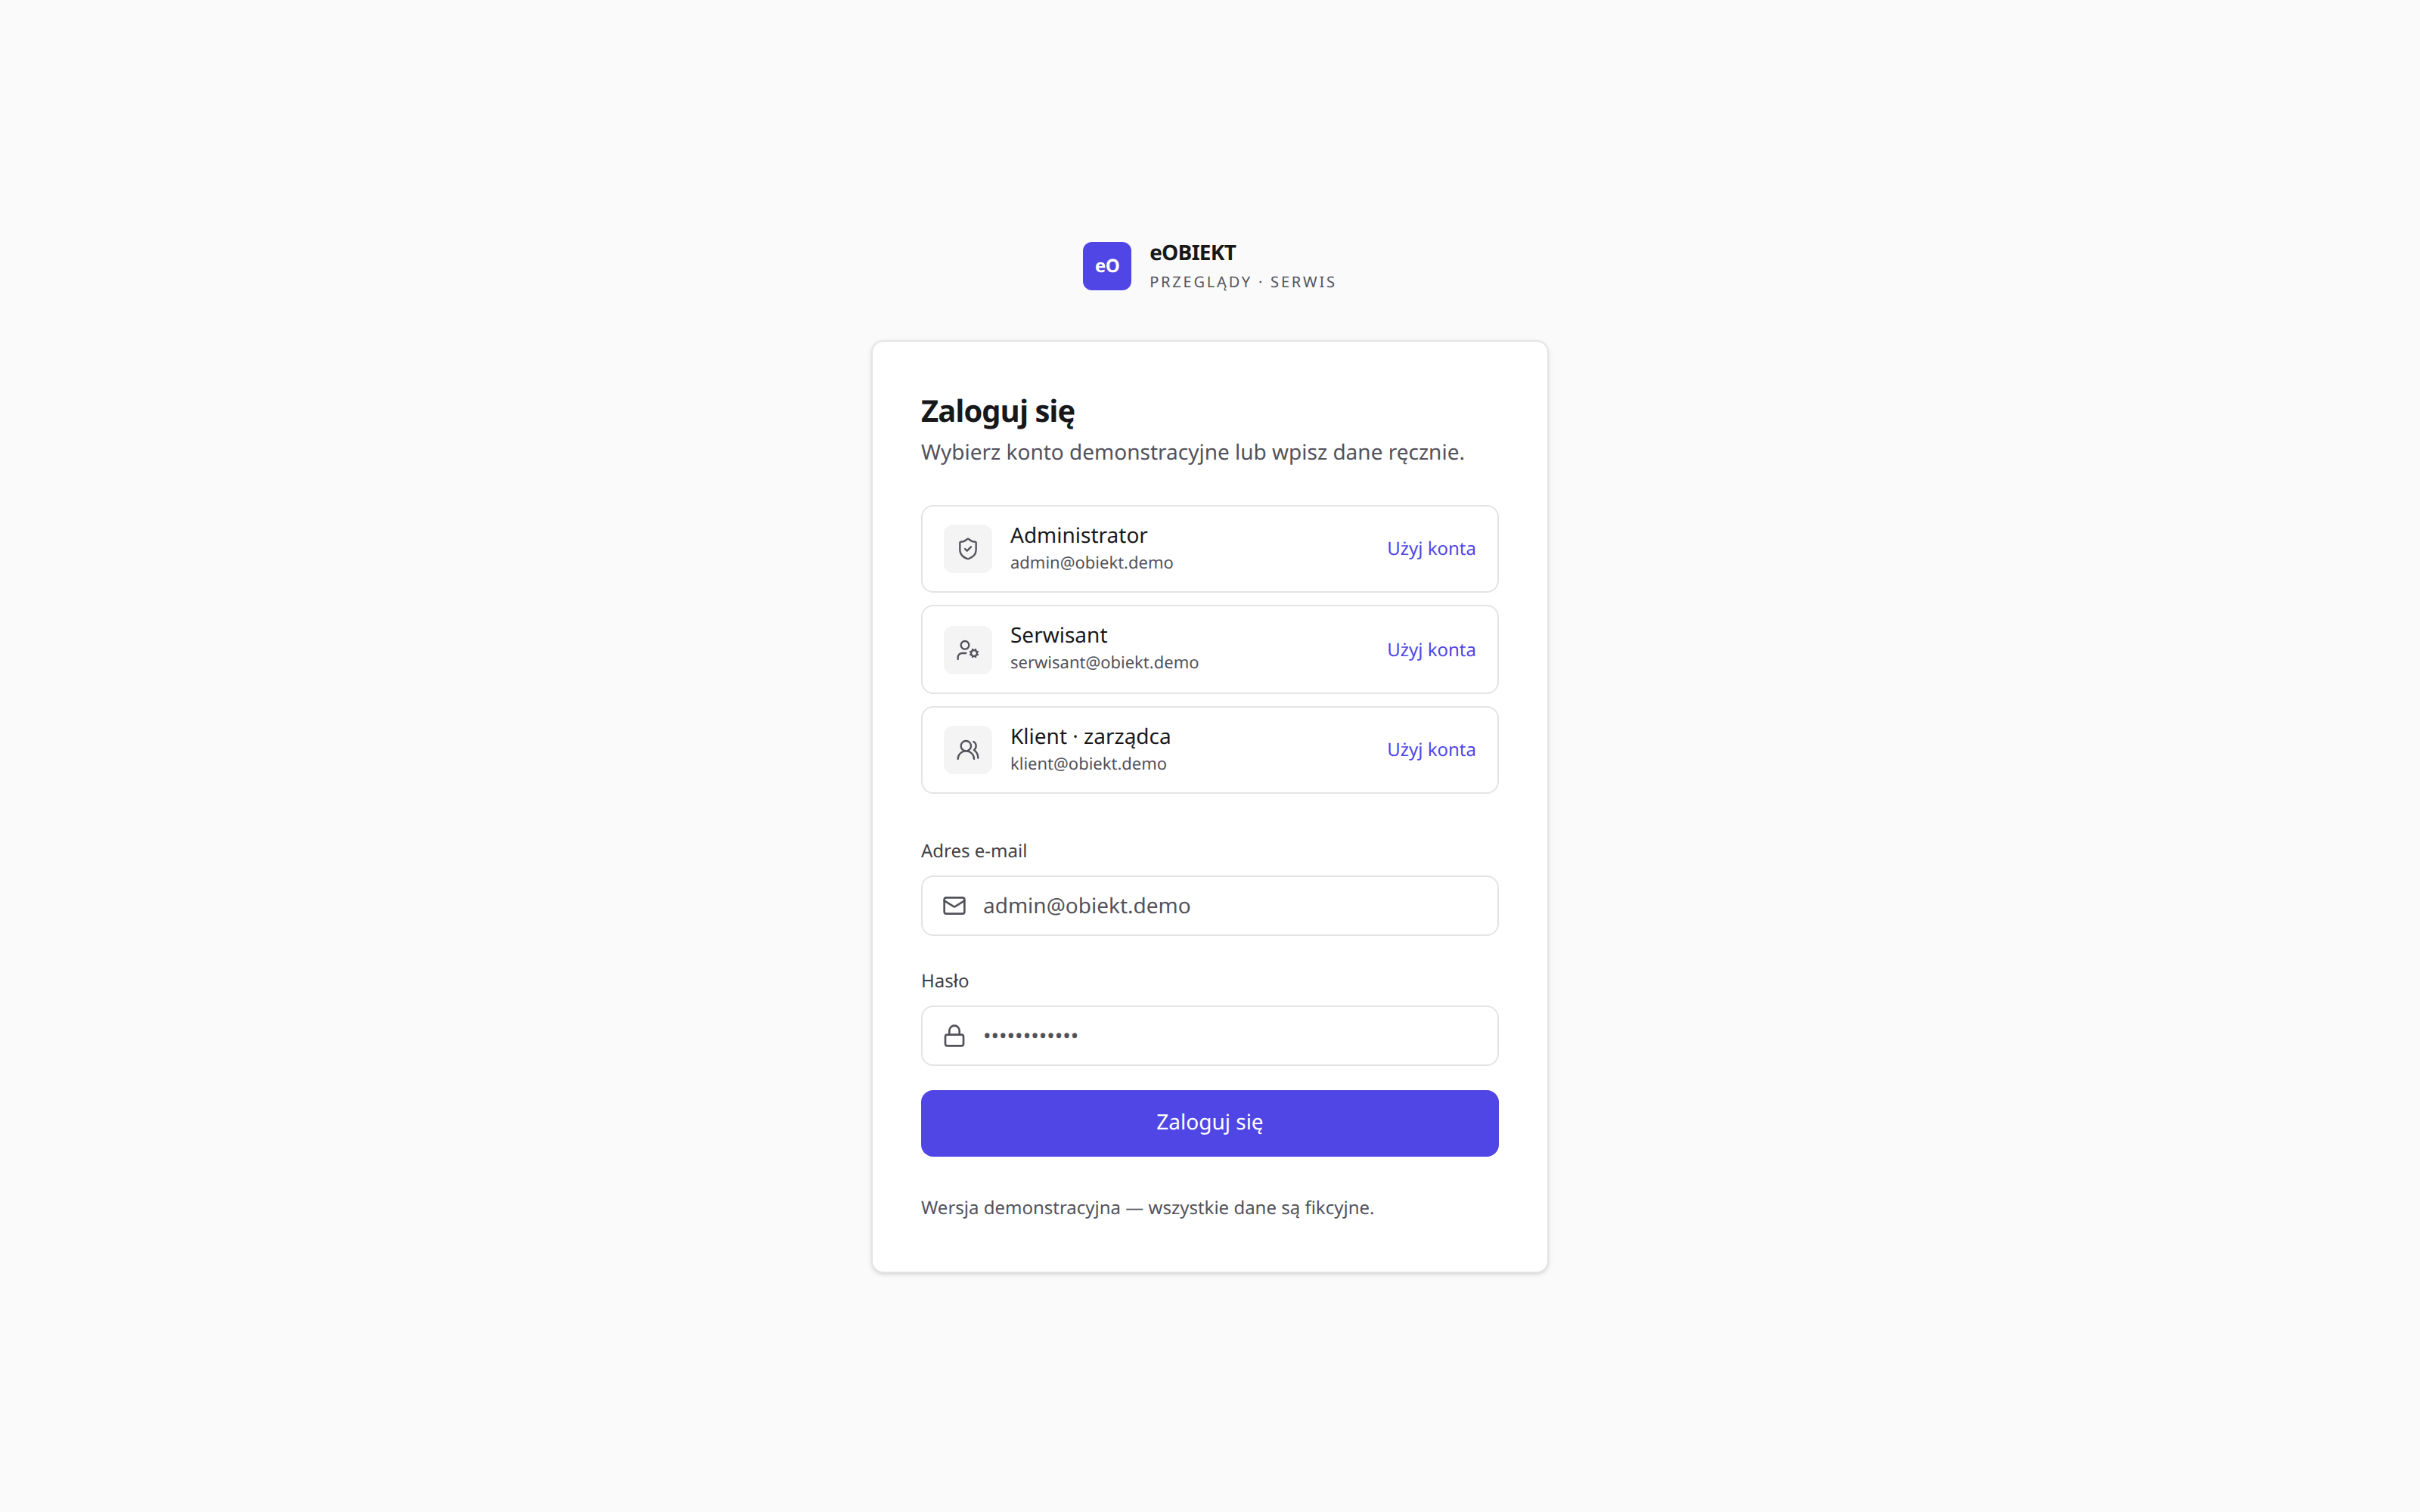 eO
eOBIEKT
PRZEGLĄDY · SERWIS
Zaloguj się
Wybierz konto demonstracyjne lub wpisz dane ręcznie.
Administrator
admin@obiekt.demo
Użyj konta
Serwisant
serwisant@obiekt.demo
Użyj konta
Klient · zarządca
klient@obiekt.demo
Użyj konta
Adres e-mail
admin@obiekt.demo
Hasło
••••••••••••
Zaloguj się
Wersja demonstracyjna — wszystkie dane są fikcyjne.